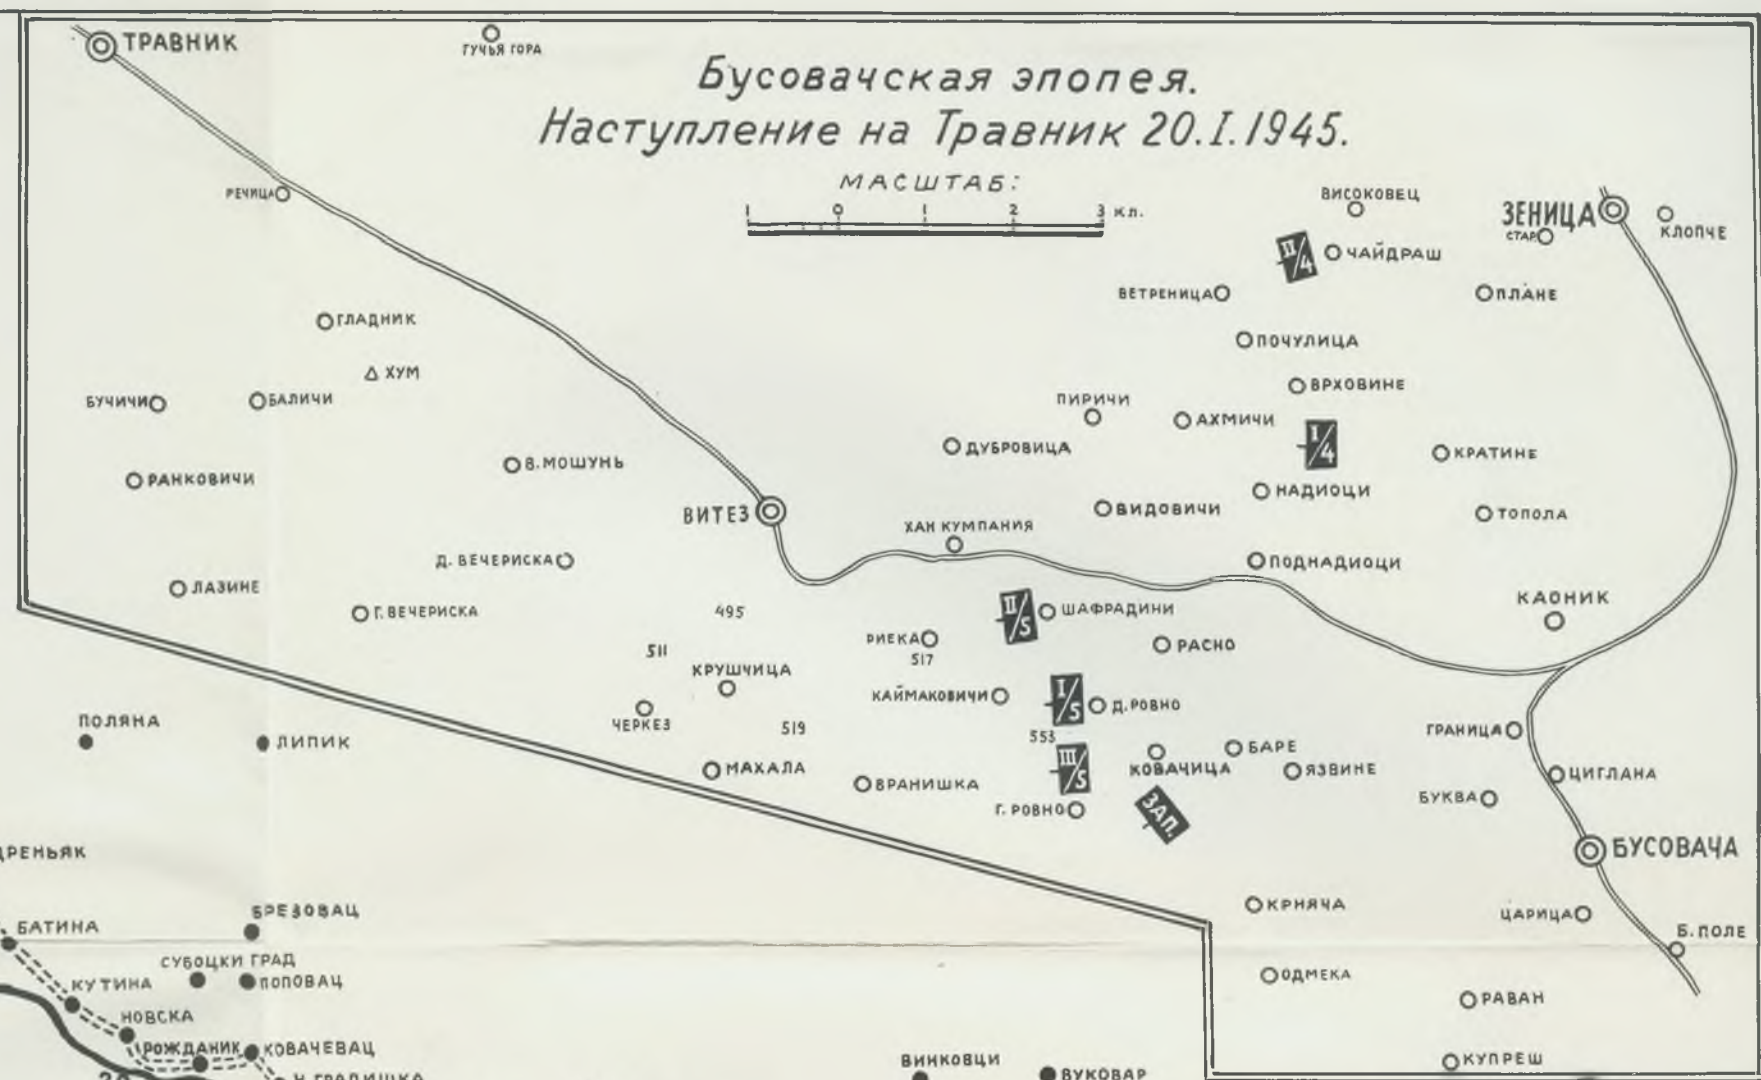 ТРАВНИК
ГУЧЬЯ ГОРА
Бусовачская эпопея.
Наступление на Травник 20.I.1945.
МАСШТАБ:
1 0 1 2 3 кл.
РЕЧИЦА
ВИСОКОВЕЦ
ЗЕНИЦА
СТАР.
КЛОПЧЕ
II/4
ЧАЙДРАШ
ВЕТРЕНИЦА
ПЛАНЕ
ГЛАДНИК
ПОЧУЛИЦА
ХУМ
ВРХОВИНЕ
БУЧИЧИ
БАЛИЧИ
ПИРИЧИ
АХМИЧИ
I/4
ДУБРОВИЦА
КРАТИНЕ
В. МОШУНЬ
РАНКОВИЧИ
НАДИОЦИ
ВИТЕЗ
ВИДОВИЧИ
ТОПОЛА
ХАН КУМПАНИЯ
Д. ВЕЧЕРИСКА
ПОДНАДИОЦИ
ЛАЗИНЕ
Г. ВЕЧЕРИСКА
495
II/5
ШАФРАДИНИ
КАОНИК
РИЕКА
517
РАСНО
511
КРУШЧИЦА
КАЙМАКОВИЧИ
I/5
Д. РОВНО
ЧЕРКЕЗ
519
553
ПОЛЯНА
ЛИПИК
ГРАНИЦА
БАРЕ
МАХАЛА
ВРАНИШКА
III/5
КОВАЧИЦА
ЯЗВИНЕ
ЦИГЛАНА
Г. РОВНО
ЗАП.
БУКВА
БУСОВАЧА
ДРЕНЬЯК
БРЕЗОВАЦ
КРНЯЧА
ЦАРИЦА
БАТИНА
Б. ПОЛЕ
СУБОЦКИ ГРАД
КУТИНА
ПОПОВАЦ
ОДМЕКА
РАВАН
НОВСКА
РОЖДАНИК
КОВАЧЕВАЦ
ВИНКОВЦИ
ВУКОВАР
КУПРЕШ
Н. ГРАДИШКА